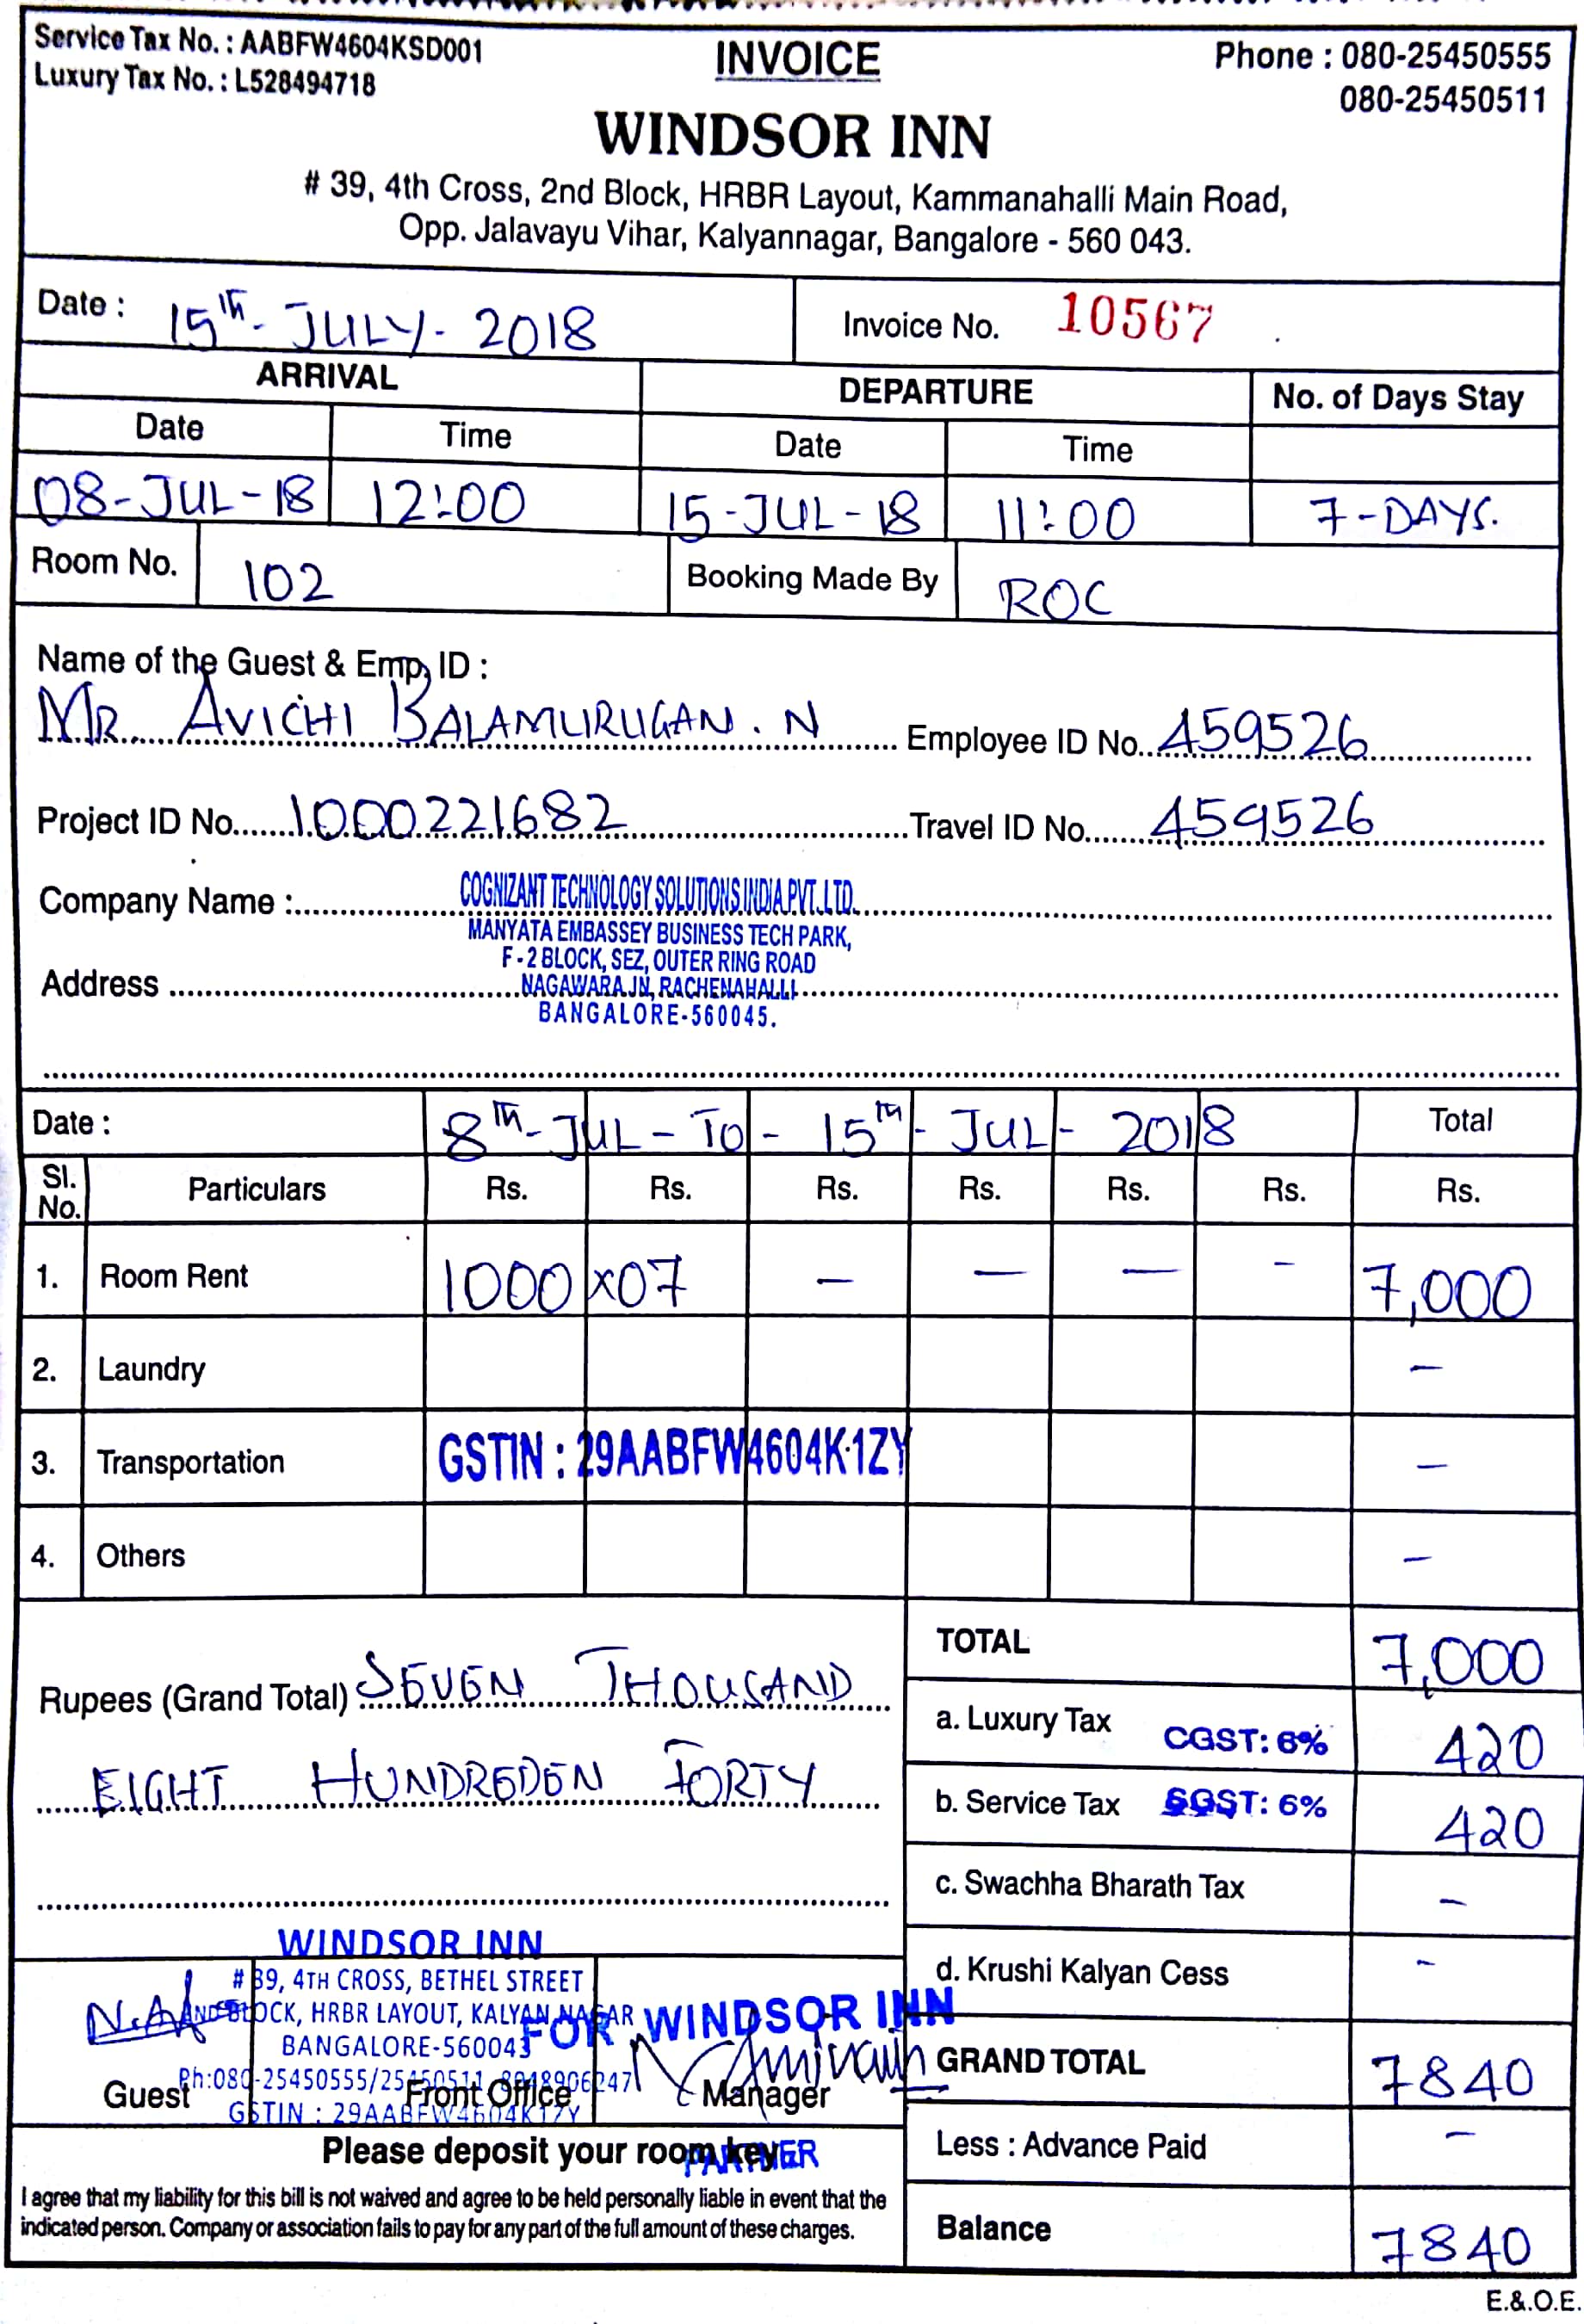 Service Tax No. : AABFW4604KSD001
Luxury Tax No. : L528494718
INVOICE
Phone : 080-25450555
080-25450511
WINDSOR INN
# 39, 4th Cross, 2nd Block, HRBR Layout, Kammanahalli Main Road,
Opp. Jalavayu Vihar, Kalyannagar, Bangalore - 560 043.
Date : 15th - JULY - 2018
Invoice No. 10567
ARRIVAL DEPARTURE No. of Days Stay
Date Time Date Time
08-JUL-18 12:00 15-JUL-18 11:00 7-DAYS.
Room No. 102 Booking Made By ROC
Name of the Guest & Emp. ID :
MR. AVICHI BALAMURUGAN. N Employee ID No. 459526
Project ID No. 1000221682 Travel ID No. 459526
Company Name : COGNIZANT TECHNOLOGY SOLUTIONS INDIA PVT. LTD.
MANYATA EMBASSEY BUSINESS TECH PARK,
F-2 BLOCK, SEZ, OUTER RING ROAD
Address NAGAWARA JN, RACHENAHALLI
BANGALORE-560045.
Date : 8TH - JUL - TO - 15TH - JUL - 2018 Total
Sl. No. Particulars Rs. Rs. Rs. Rs. Rs. Rs. Rs.
1. Room Rent 1000 x07 – – – – 7,000
2. Laundry –
3. Transportation GSTIN : 29AABFW4604K1ZY –
4. Others –
TOTAL 7,000
Rupees (Grand Total) SEVEN THOUSAND
EIGHT HUNDREDEN FORTY
a. Luxury Tax CGST: 6% 420
b. Service Tax SGST: 6% 420
c. Swachha Bharath Tax –
d. Krushi Kalyan Cess –
GRAND TOTAL 7840
Less : Advance Paid –
Balance 7840
WINDSOR INN
# 39, 4TH CROSS, BETHEL STREET
BLOCK, HRBR LAYOUT, KALYAN NAGAR
BANGALORE-560043
Ph:080-25450555/25450511
GSTIN : 29AABFW4604K1ZY
FOR WINDSOR INN
Guest Front Office Manager
PARTNER
Please deposit your room key
I agree that my liability for this bill is not waived and agree to be held personally liable in event that the
indicated person. Company or association fails to pay for any part of the full amount of these charges.
E.&.O.E.